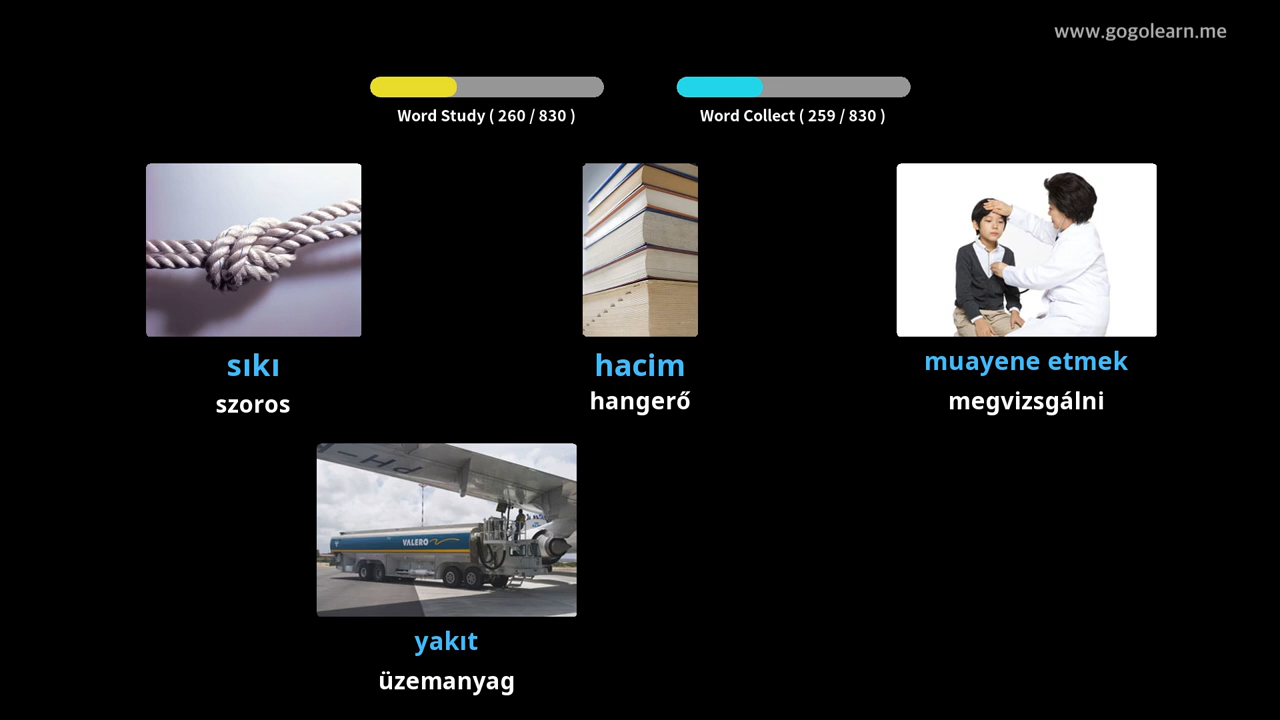 www.gogolearn.me
Word Study ( 260 / 830 )
Word Collect ( 259 / 830 )
sıkı
szoros
hacim
hangerő
muayene etmek
megvizsgálni
PH-
VALERO
yakıt
üzemanyag